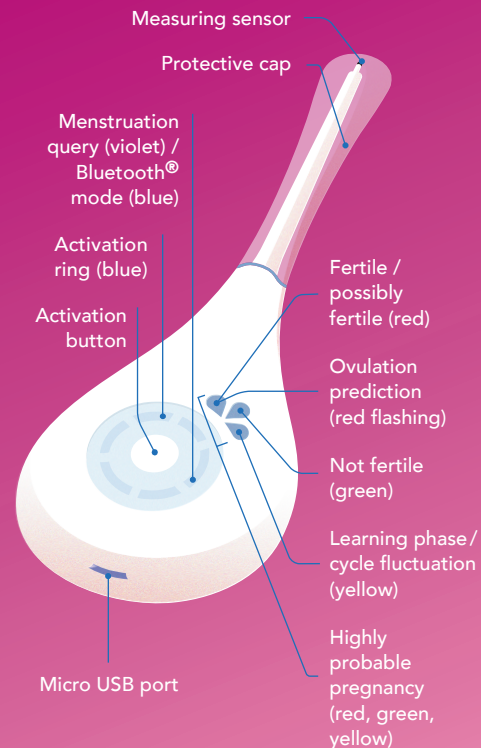 Measuring sensor
Protective cap
Menstruation
query (violet) /
Bluetooth®
mode (blue)
Activation
ring (blue)
Activation
button
Fertile /
possibly
fertile (red)
Ovulation
prediction
(red flashing)
Not fertile
(green)
Learning phase /
cycle fluctuation
(yellow)
Highly
probable
pregnancy
(red, green,
yellow)
Micro USB port